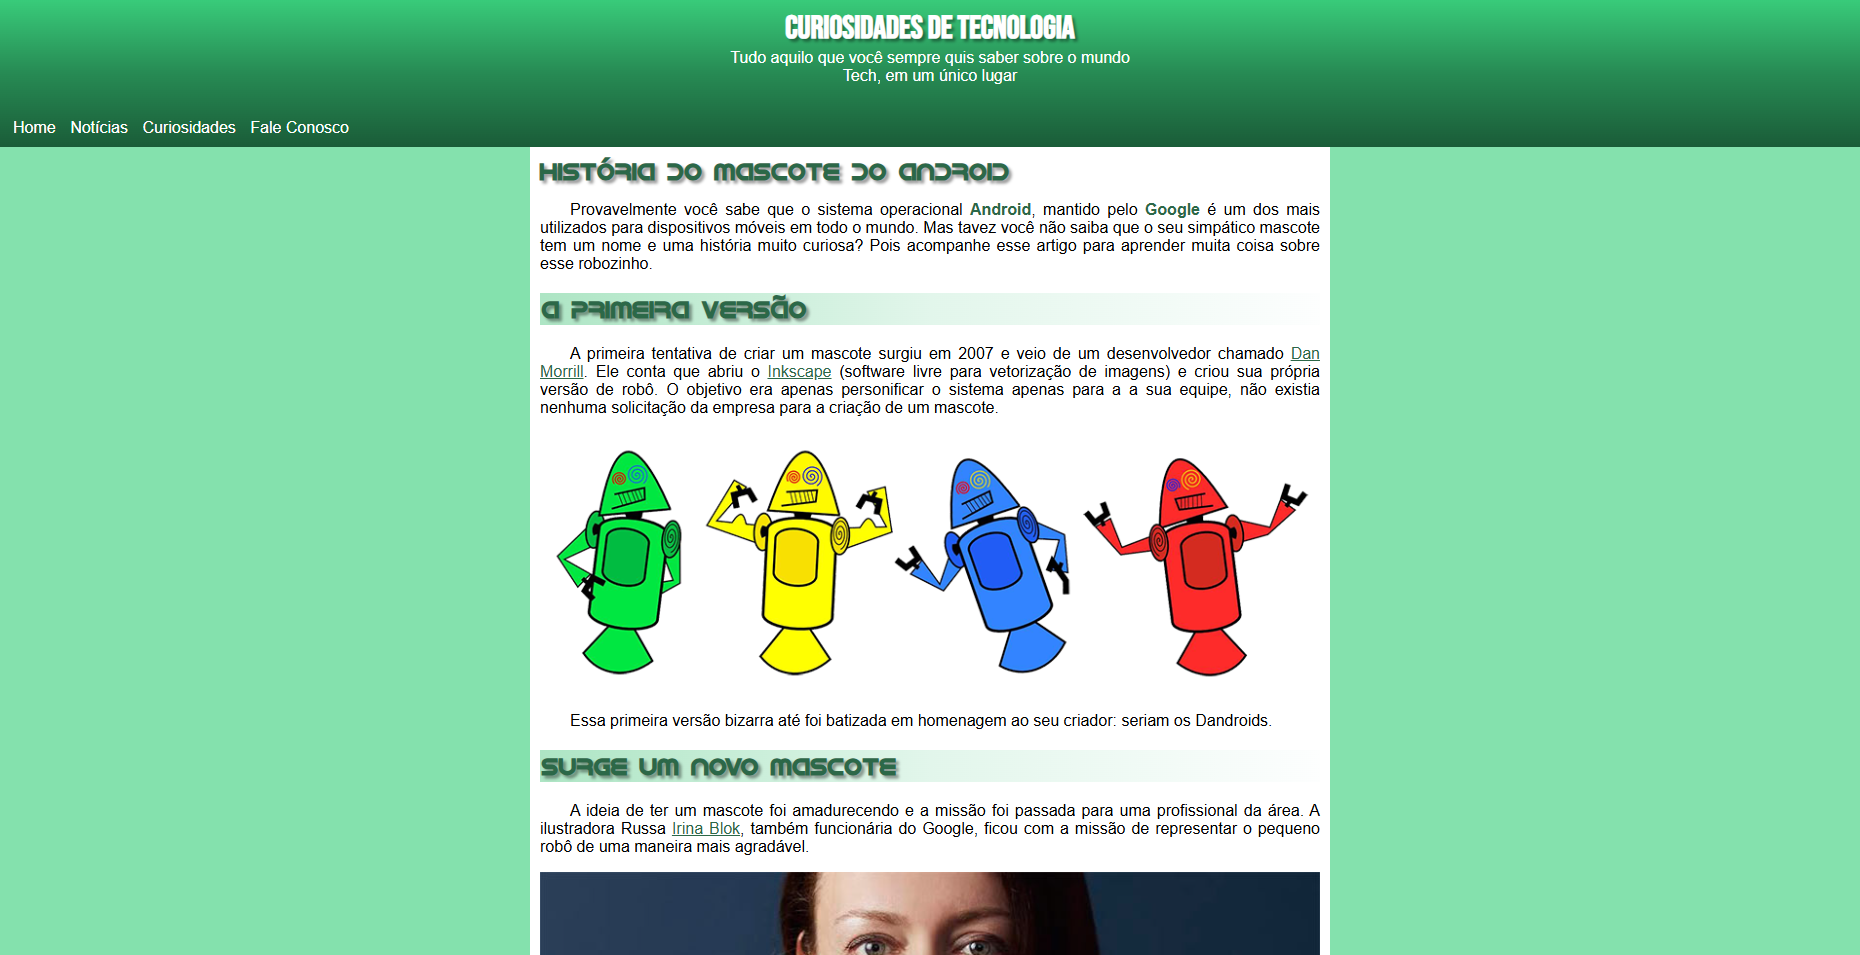 CURIOSIDADES DE TECNOLOGIA
Tudo aquilo que você sempre quis saber sobre o mundo
Tech, em um único lugar
Home Notícias Curiosidades Fale Conosco
HISTÓRIA DO MASCOTE DO ANDROID
Provavelmente você sabe que o sistema operacional Android, mantido pelo Google é um dos mais
utilizados para dispositivos móveis em todo o mundo. Mas tavez você não saiba que o seu simpático mascote
tem um nome e uma história muito curiosa? Pois acompanhe esse artigo para aprender muita coisa sobre
esse robozinho.
A PRIMEIRA VERSÃO
A primeira tentativa de criar um mascote surgiu em 2007 e veio de um desenvolvedor chamado Dan
Morrill. Ele conta que abriu o Inkscape (software livre para vetorização de imagens) e criou sua própria
versão de robô. O objetivo era apenas personificar o sistema apenas para a a sua equipe, não existia
nenhuma solicitação da empresa para a criação de um mascote.
Essa primeira versão bizarra até foi batizada em homenagem ao seu criador: seriam os Dandroids.
SURGE UM NOVO MASCOTE
A ideia de ter um mascote foi amadurecendo e a missão foi passada para uma profissional da área. A
ilustradora Russa Irina Blok, também funcionária do Google, ficou com a missão de representar o pequeno
robô de uma maneira mais agradável.